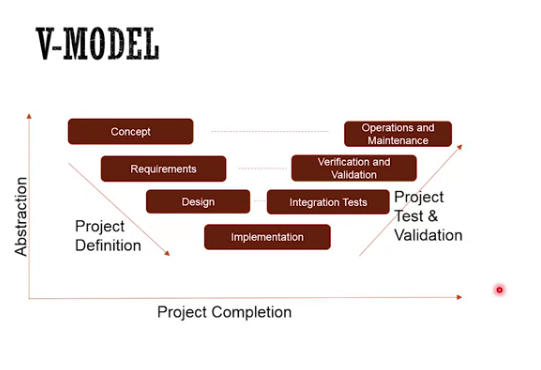 V-MODEL
Concept
Operations and
Maintenance
Requirements
Verification and
Validation
Design
Integration Tests
Implementation
Project
Definition
Project
Test &
Validation
Abstraction
Project Completion